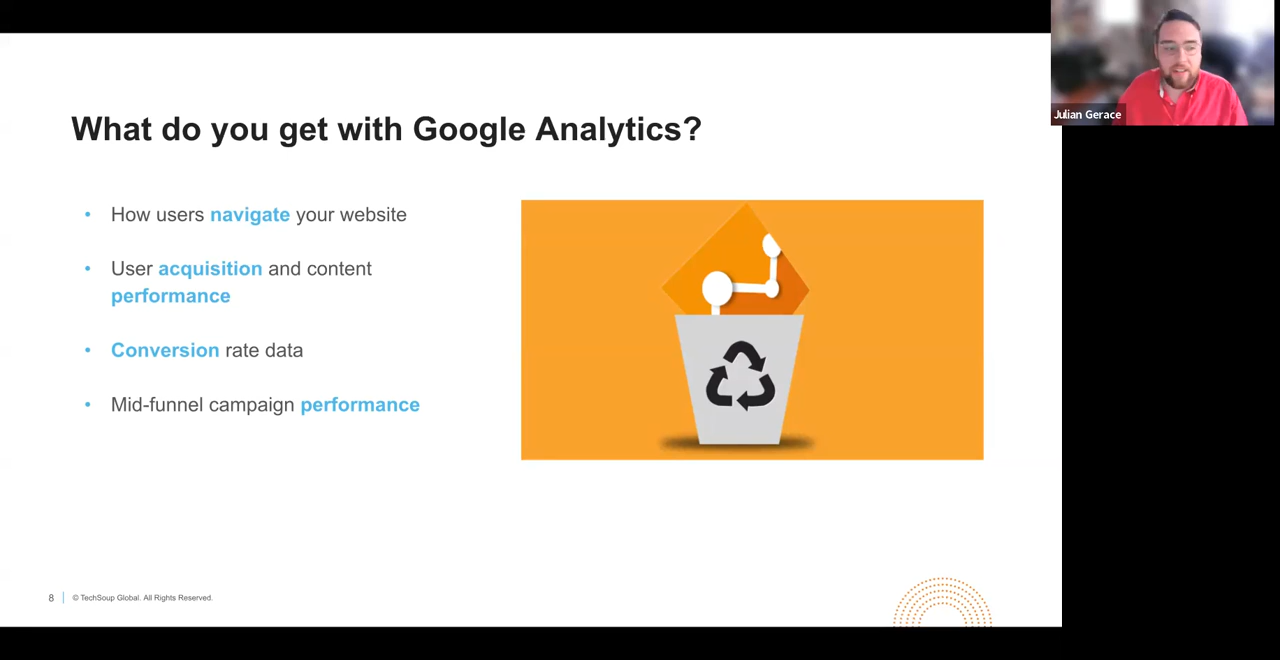 What do you get with Google Analytics?
• How users navigate your website
• User acquisition and content
performance
• Conversion rate data
• Mid-funnel campaign performance
8 | © TechSoup Global. All Rights Reserved.
Julian Gerace